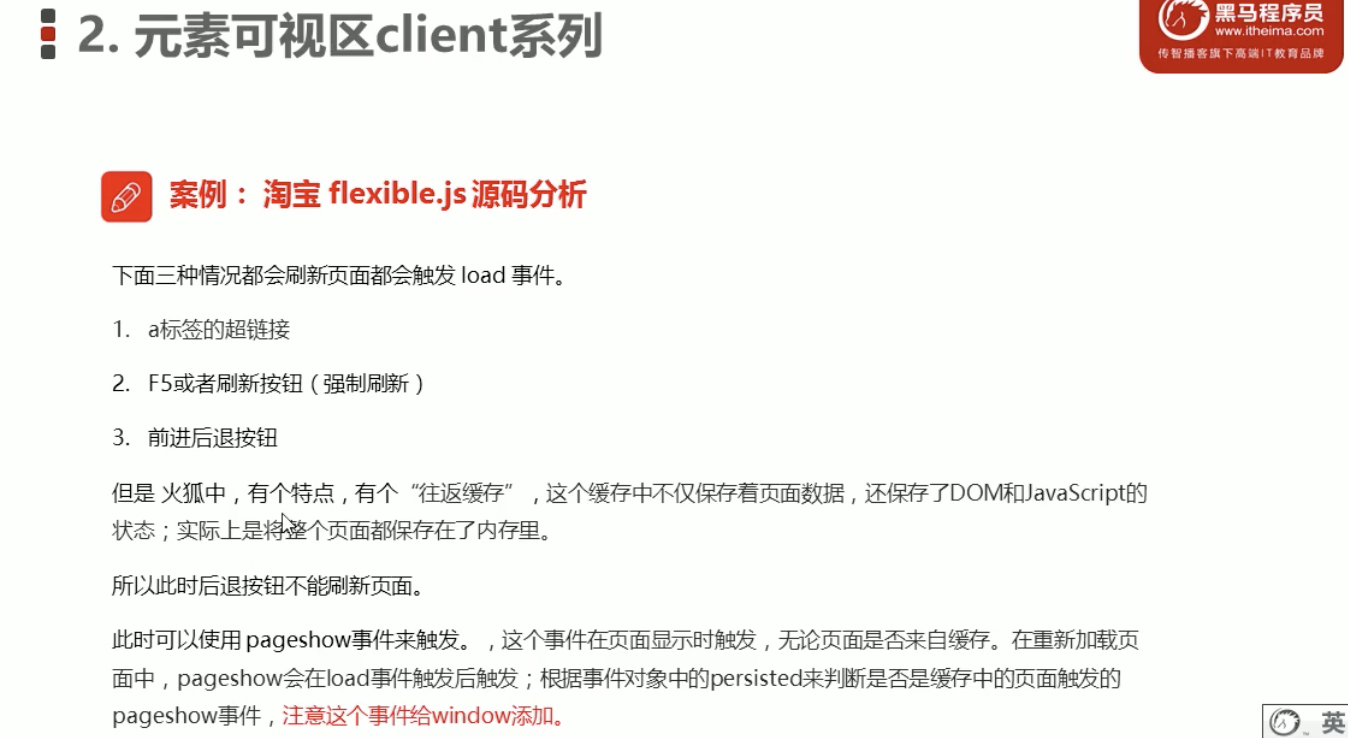 2. 元素可视区client系列
黑马程序员
www.itheima.com
传智播客旗下高端IT教育品牌
案例： 淘宝 flexible.js 源码分析
下面三种情况都会刷新页面都会触发 load 事件。
1. a标签的超链接
2. F5或者刷新按钮（强制刷新）
3. 前进后退按钮
但是 火狐中，有个特点，有个“往返缓存”，这个缓存中不仅保存着页面数据，还保存了DOM和JavaScript的
状态；实际上是将整个页面都保存在了内存里。
所以此时后退按钮不能刷新页面。
此时可以使用 pageshow事件来触发。，这个事件在页面显示时触发，无论页面是否来自缓存。在重新加载页
面中，pageshow会在load事件触发后触发；根据事件对象中的persisted来判断是否是缓存中的页面触发的
pageshow事件，注意这个事件给window添加。
英